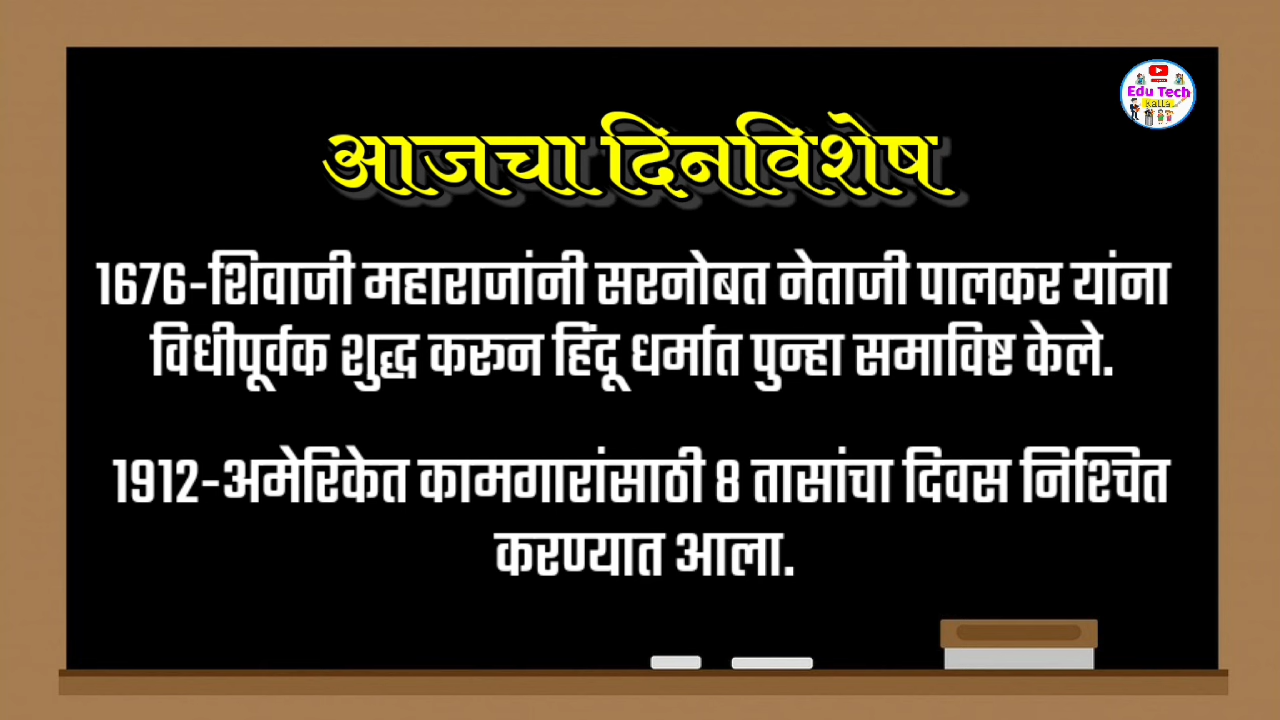 Edu Tech
Katta
आजचा दिनविशेष
1676-शिवाजी महाराजांनी सरनोबत नेताजी पालकर यांना
विधीपूर्वक शुद्ध करून हिंदू धर्मात पुन्हा समाविष्ट केले.
1912-अमेरिकेत कामगारांसाठी 8 तासांचा दिवस निश्चित
करण्यात आला.